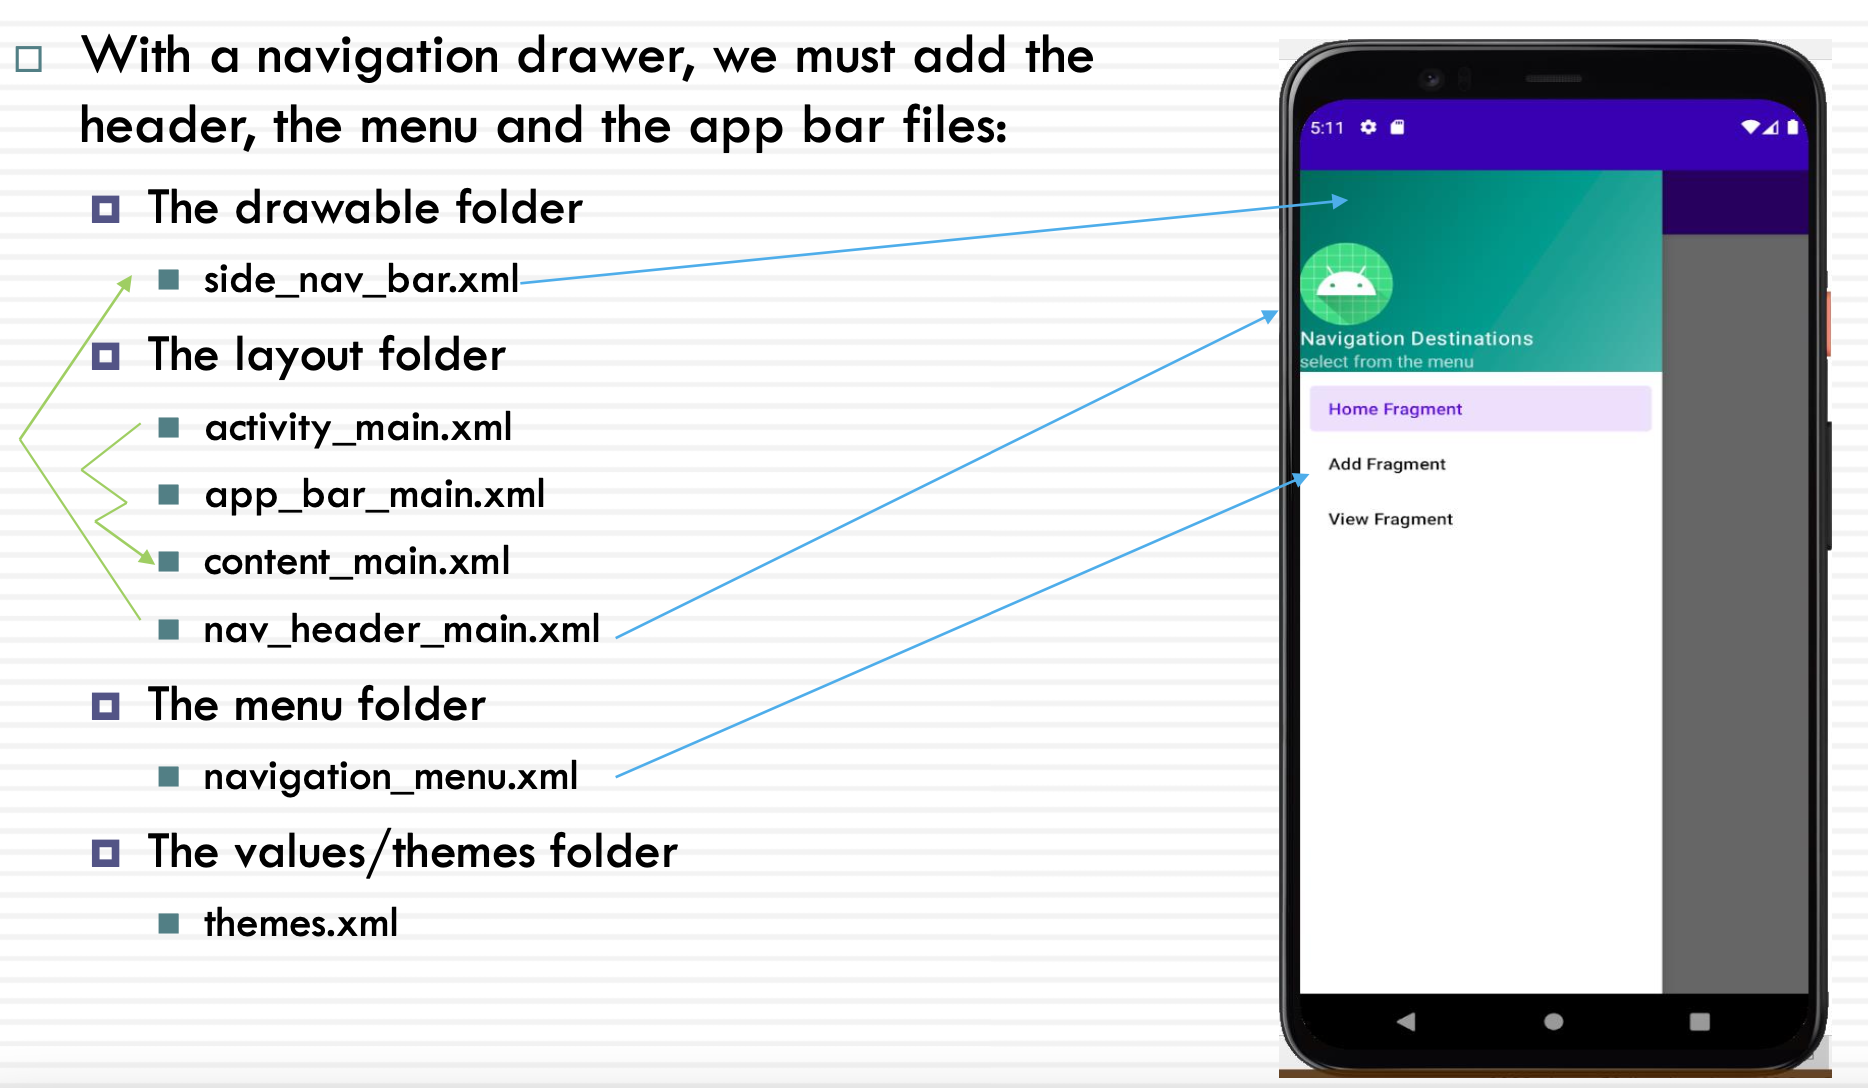 With a navigation drawer, we must add the
header, the menu and the app bar files:
The drawable folder
side_nav_bar.xml
The layout folder
activity_main.xml
app_bar_main.xml
content_main.xml
nav_header_main.xml
The menu folder
navigation_menu.xml
The values/themes folder
themes.xml
5:11
Navigation Destinations
select from the menu
Home Fragment
Add Fragment
View Fragment